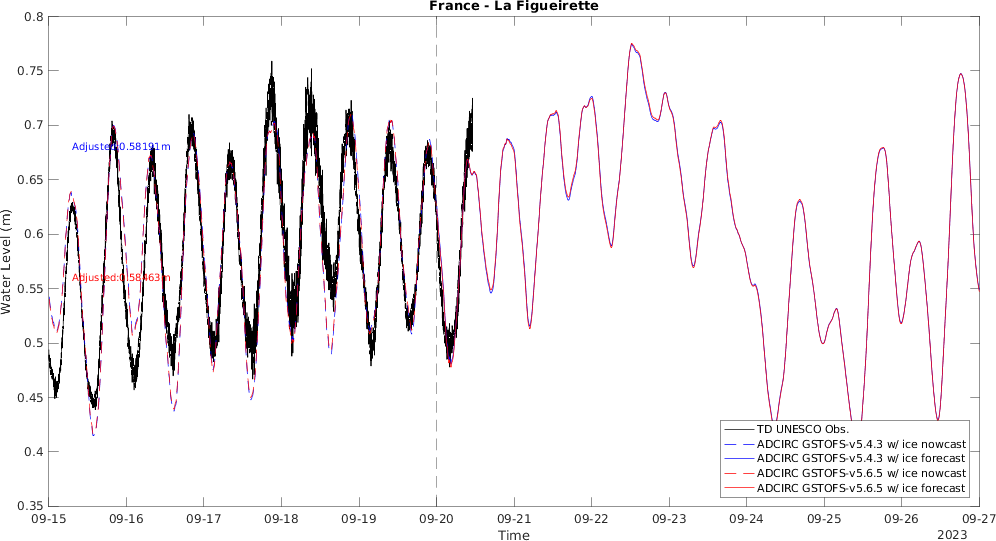 France - La Figueirette
Water Level (m)
0.8
0.75
0.7
0.65
0.6
0.55
0.5
0.45
0.4
0.35
Adjusted:0.58191m
Adjusted:0.58463m
TD UNESCO Obs.
ADCIRC GSTOFS-v5.4.3 w/ ice nowcast
ADCIRC GSTOFS-v5.4.3 w/ ice forecast
ADCIRC GSTOFS-v5.6.5 w/ ice nowcast
ADCIRC GSTOFS-v5.6.5 w/ ice forecast
09-15 09-16 09-17 09-18 09-19 09-20 09-21 09-22 09-23 09-24 09-25 09-26 09-27
Time
2023